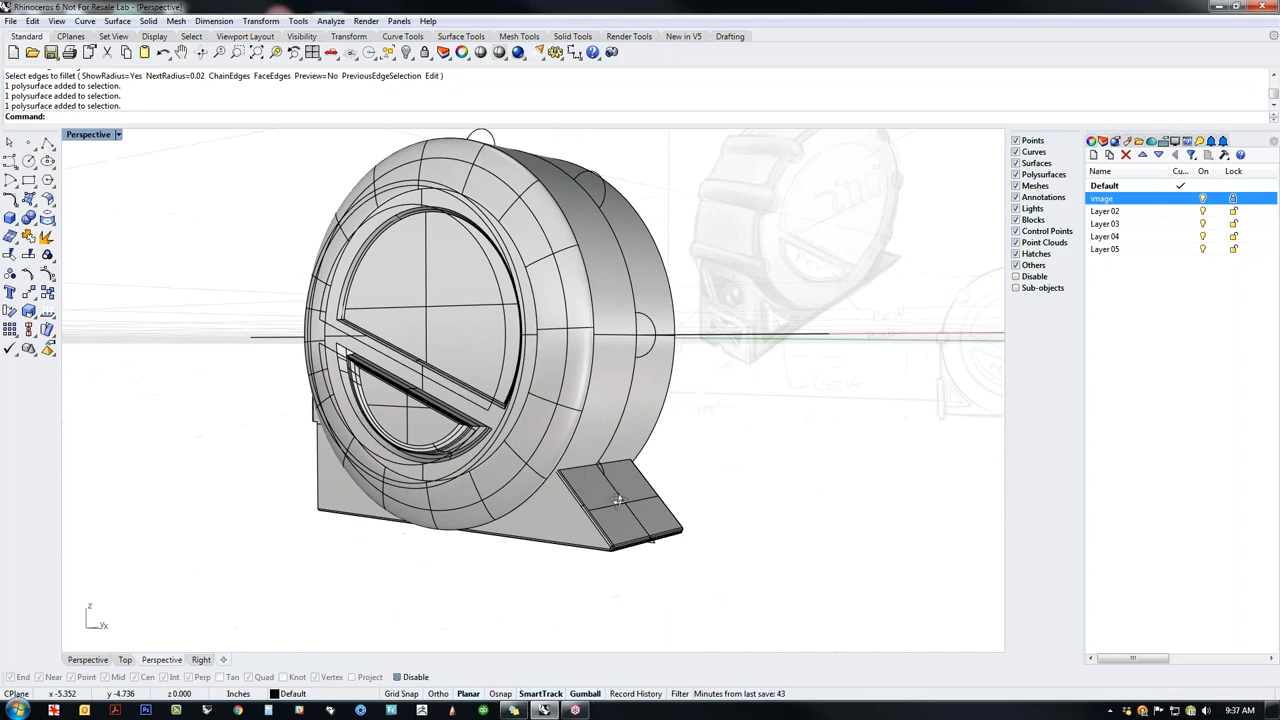 Rhinoceros 6 Not For Resale Lab - [Perspective]
File Edit View Curve Surface Solid Mesh Dimension Transform Tools Analyze Render Panels Help
Standard CPlanes Set View Display Select Viewport Layout Visibility Transform Curve Tools Surface Tools Mesh Tools Solid Tools Render Tools New in V5 Drafting
Select edges to fillet ( ShowRadius=Yes NextRadius=0.02 ChainEdges FaceEdges Preview=No PreviousEdgeSelection Edit )
1 polysurface added to selection.
1 polysurface added to selection.
1 polysurface added to selection.
Command:
Perspective
Points
Curves
Surfaces
Polysurfaces
Meshes
Annotations
Lights
Blocks
Control Points
Point Clouds
Hatches
Others
Disable
Sub-objects
Name Cu... On Lock
Default
image
Layer 02
Layer 03
Layer 04
Layer 05
z
yx
Perspective Top Perspective Right
End Near Point Mid Cen Int Perp Tan Quad Knot Vertex Project Disable
CPlane x -5.352 y -4.736 z 0.000 Inches Default Grid Snap Ortho Planar Osnap SmartTrack Gumball Record History Filter Minutes from last save: 43
9:37 AM